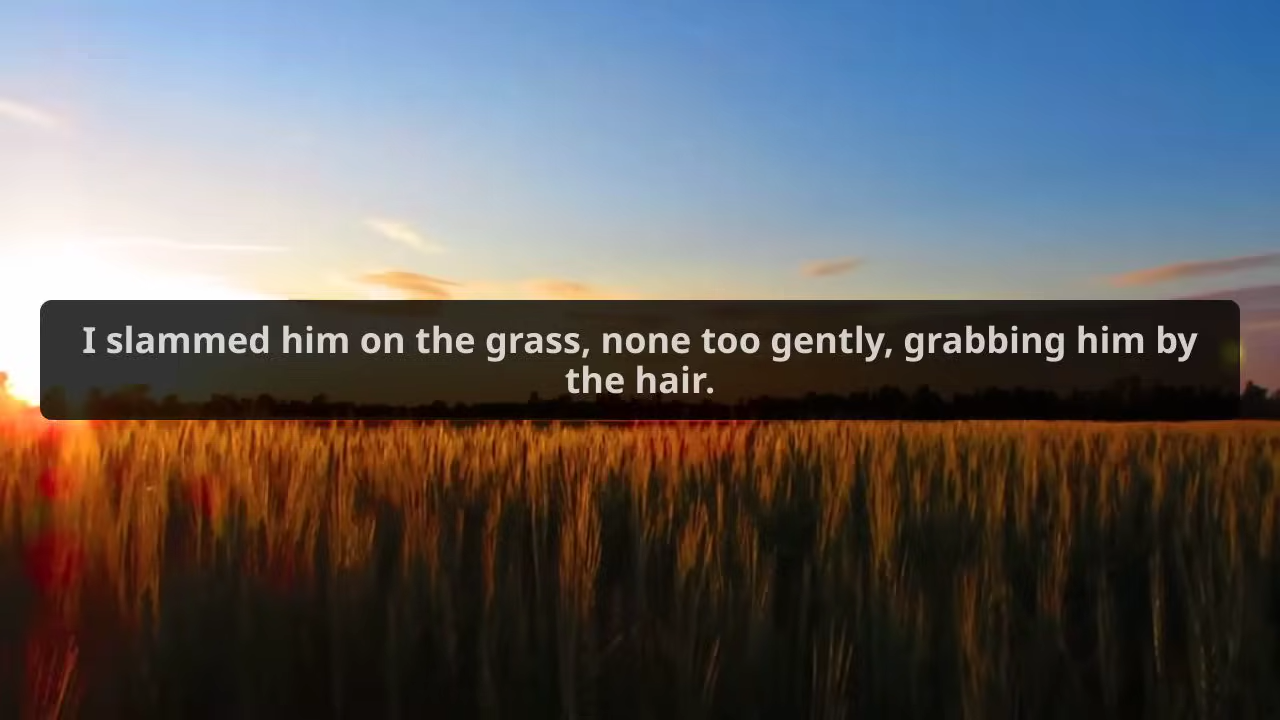 I slammed him on the grass, none too gently, grabbing him by
the hair.